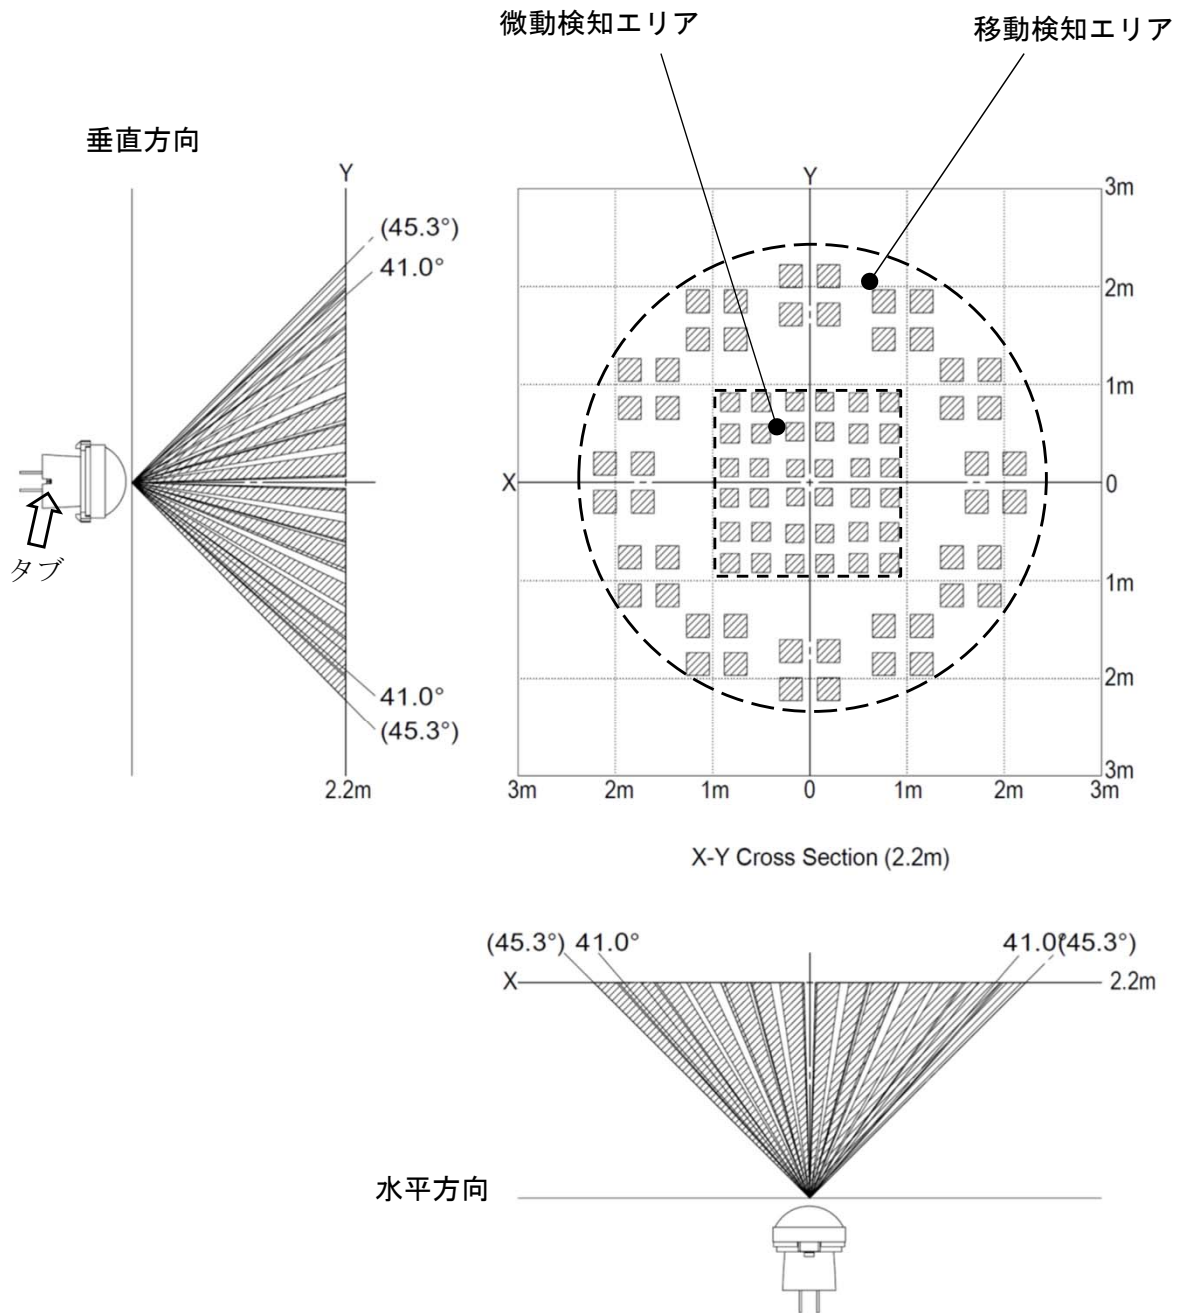 微動検知エリア
移動検知エリア
垂直方向
Y
(45.3°)
41.0°
41.0°
(45.3°)
2.2m
タブ
Y
3m
2m
1m
X
0
1m
2m
3m
3m
2m
1m
0
1m
2m
3m
X-Y Cross Section (2.2m)
(45.3°) 41.0°
41.0°(45.3°)
X
2.2m
水平方向